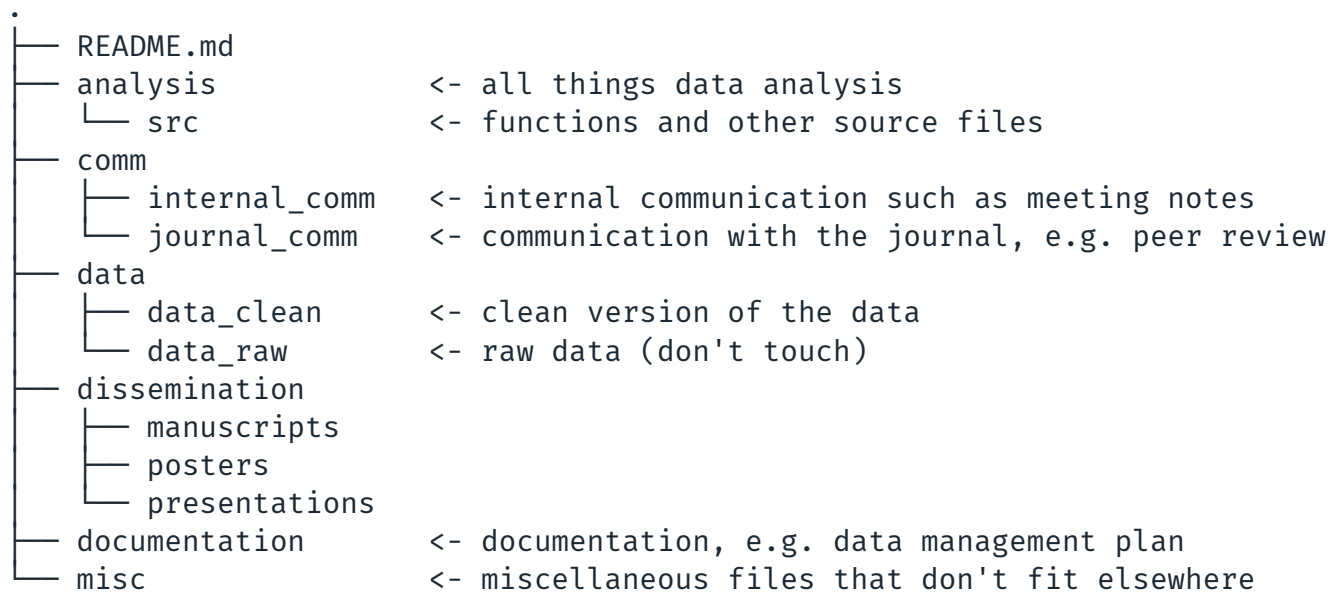 .
├── README.md
├── analysis             <- all things data analysis
│   └── src              <- functions and other source files
├── comm
│   ├── internal_comm   <- internal communication such as meeting notes
│   └── journal_comm    <- communication with the journal, e.g. peer review
├── data
│   ├── data_clean      <- clean version of the data
│   └── data_raw        <- raw data (don't touch)
├── dissemination
│   ├── manuscripts
│   ├── posters
│   └── presentations
├── documentation       <- documentation, e.g. data management plan
└── misc                <- miscellaneous files that don't fit elsewhere